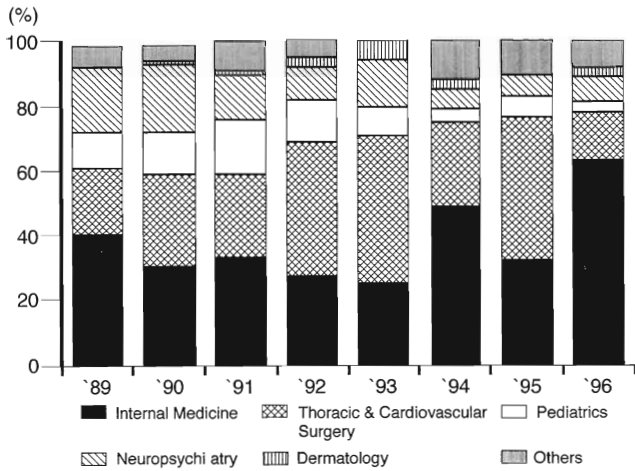 (%)
100
80
60
40
20
0
`89 `90 `91 `92 `93 `94 `95 `96
Internal Medicine Thoracic & Cardiovascular Pediatrics
Surgery
Neuropsychi atry Dermatology Others